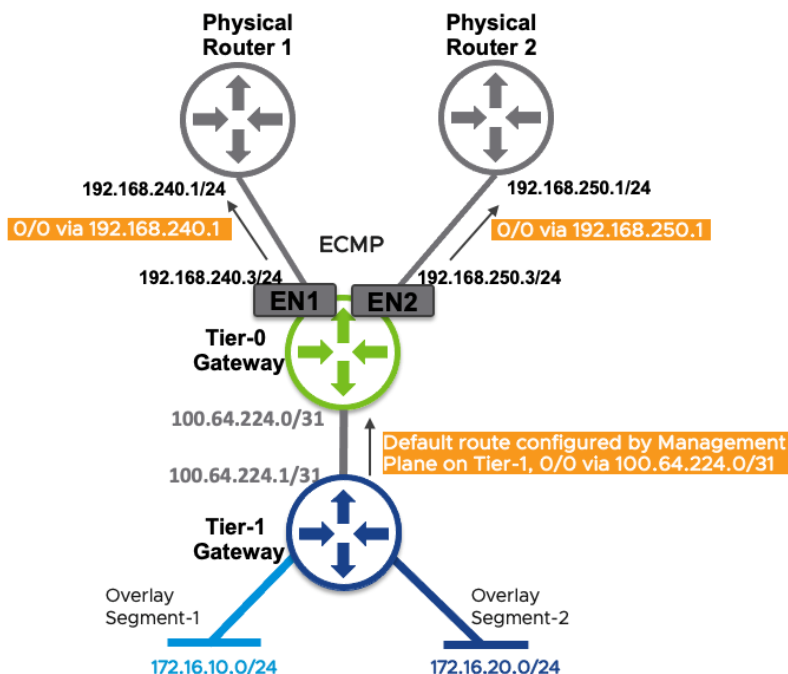 Physical
Router 1
Physical
Router 2
192.168.240.1/24
192.168.250.1/24
0/0 via 192.168.240.1
0/0 via 192.168.250.1
ECMP
192.168.240.3/24
192.168.250.3/24
EN1
EN2
Tier-0
Gateway
100.64.224.0/31
Default route configured by Management
Plane on Tier-1, 0/0 via 100.64.224.0/31
100.64.224.1/31
Tier-1
Gateway
Overlay
Segment-1
Overlay
Segment-2
172.16.10.0/24
172.16.20.0/24